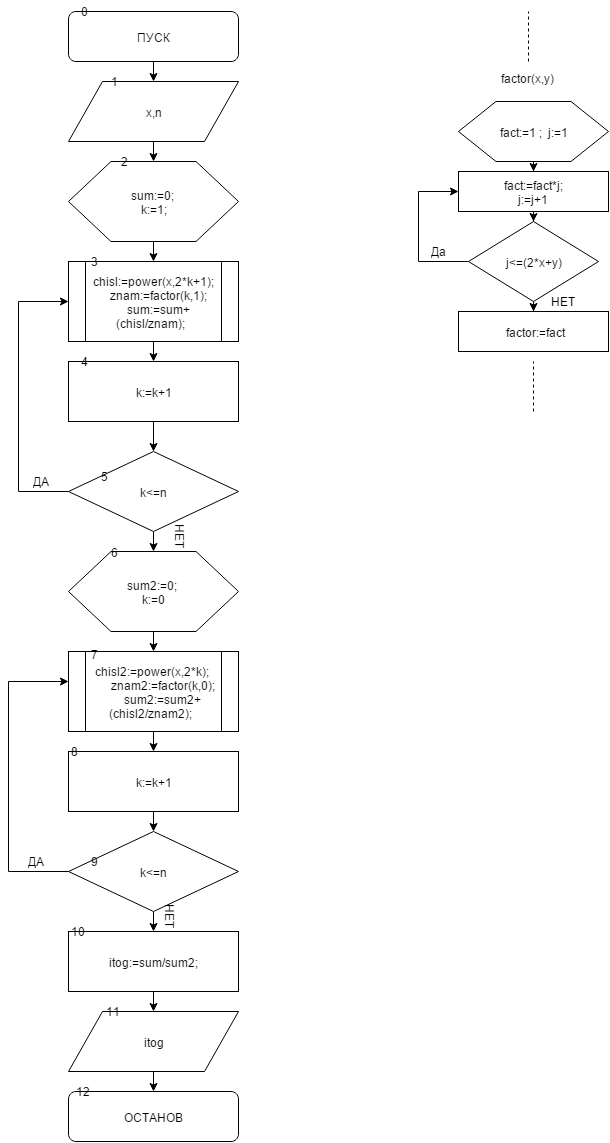 0
ПУСК
1
x,n
2
sum:=0;
k:=1;
3
chisl:=power(x,2*k+1);
znam:=factor(k,1);
sum:=sum+
(chisl/znam);
4
k:=k+1
5
k<=n
ДА
НЕТ
6
sum2:=0;
k:=0
7
chisl2:=power(x,2*k);
znam2:=factor(k,0);
sum2:=sum2+
(chisl2/znam2);
8
k:=k+1
9
k<=n
ДА
НЕТ
10
itog:=sum/sum2;
11
itog
12
ОСТАНОВ
factor(x,y)
fact:=1 ; j:=1
fact:=fact*j;
j:=j+1
Да
j<=(2*x+y)
НЕТ
factor:=fact